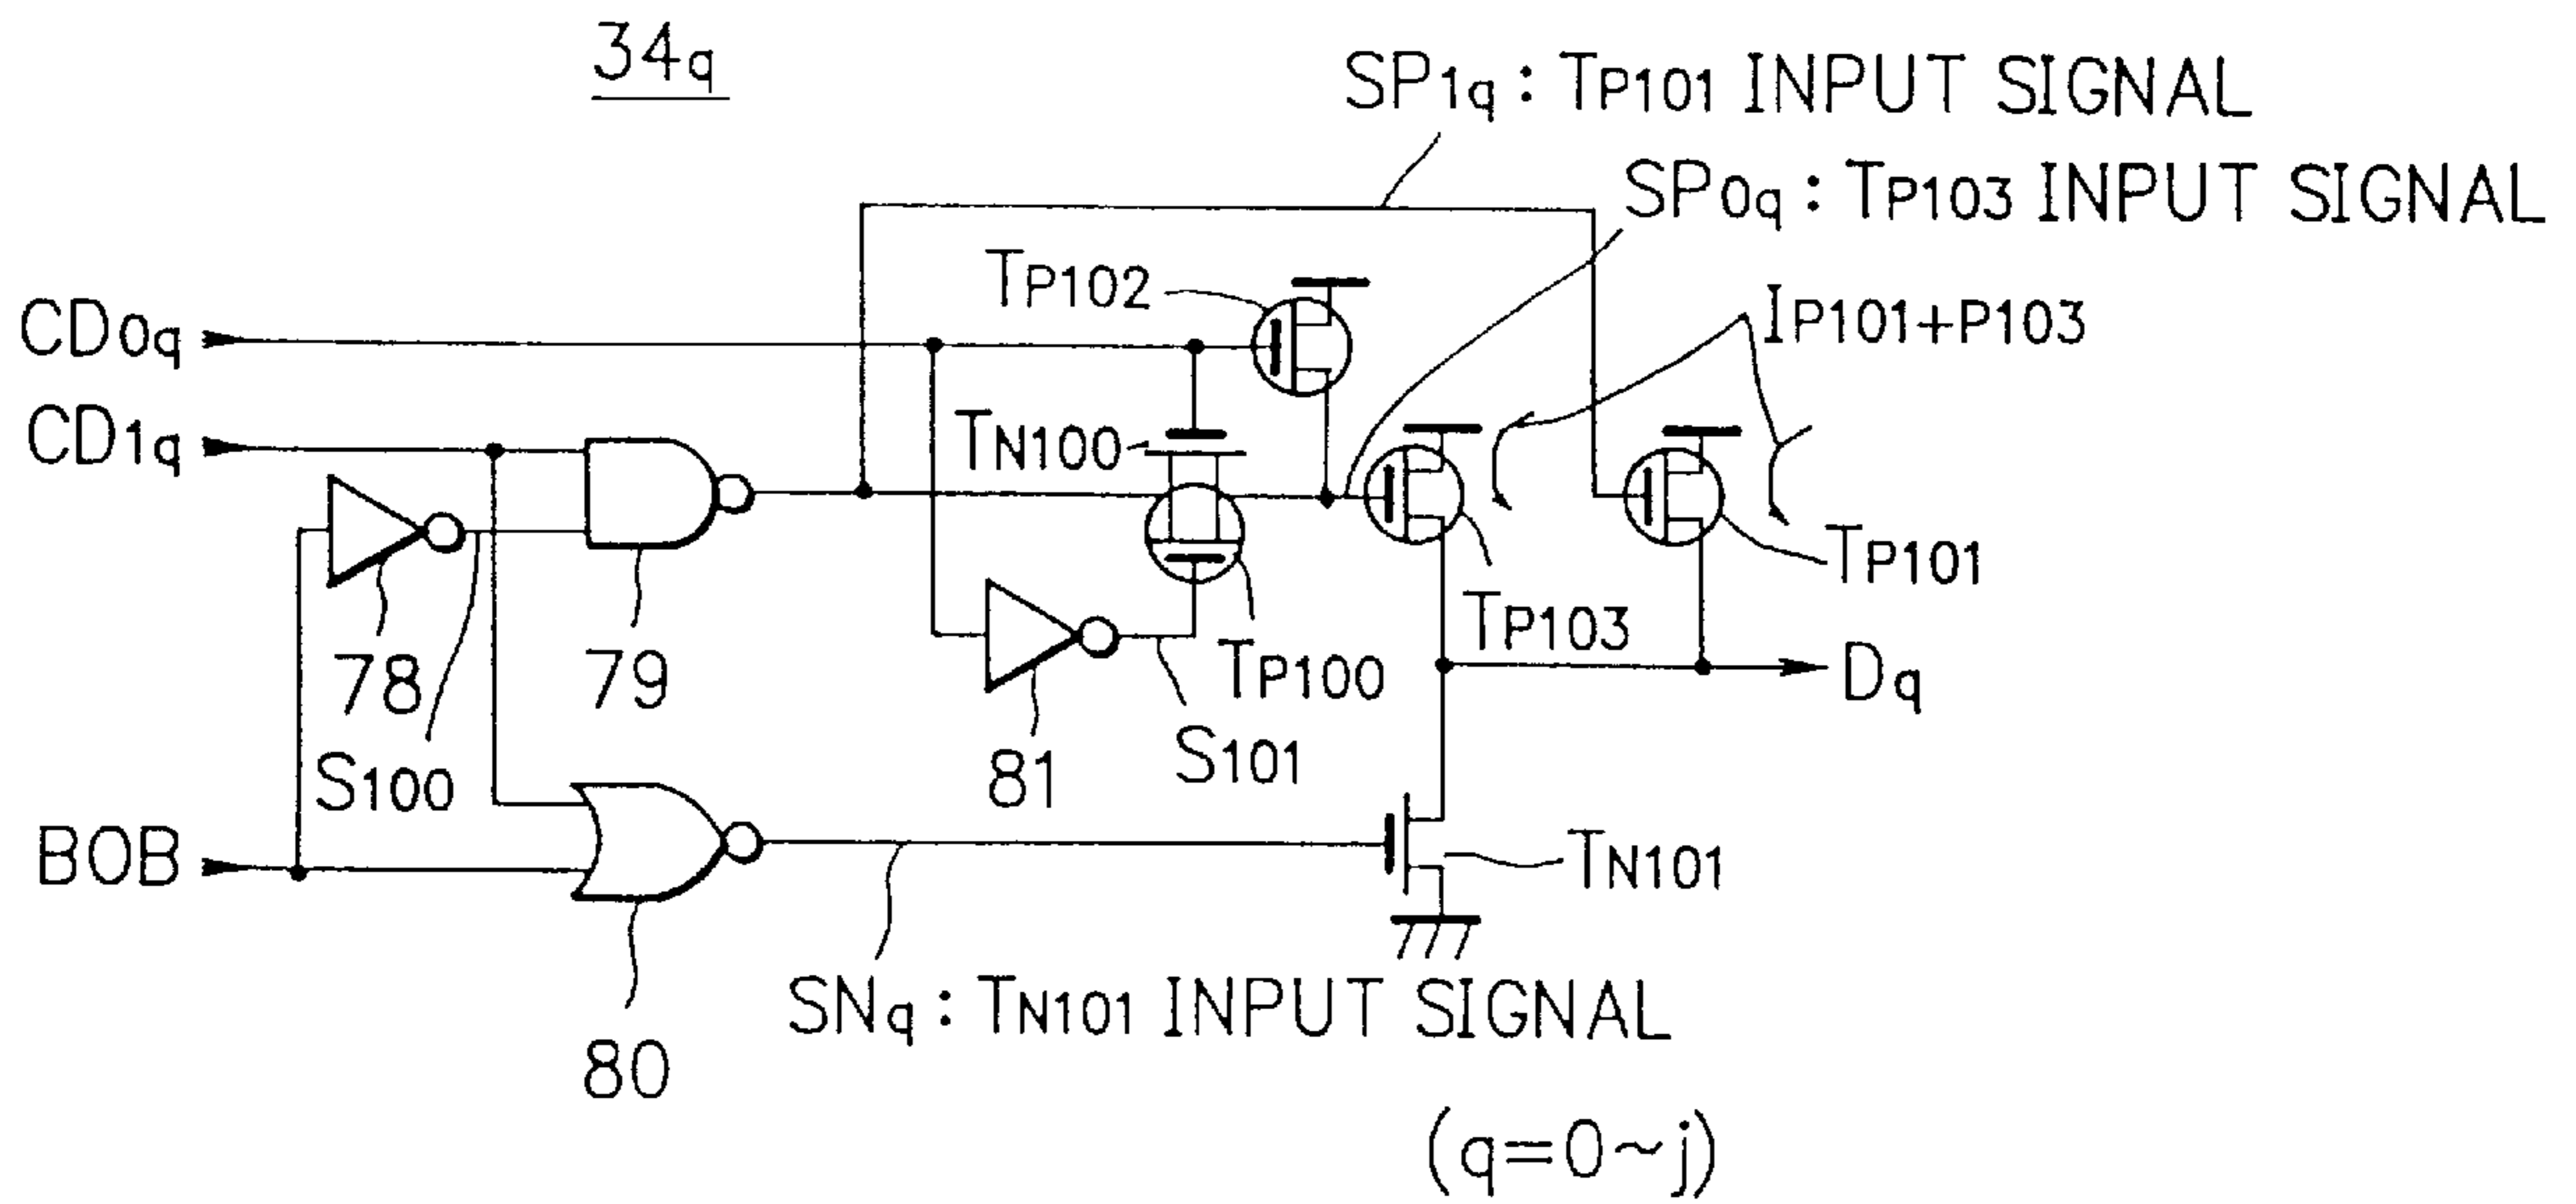 34q
SP1q : TP101 INPUT SIGNAL
SP0q : TP103 INPUT SIGNAL
TP102
IP101+P103
CD0q
CD1q
TN100
TP101
TP103
78
79
TP100
Dq
S100
81
S101
BOB
TN101
80
SNq : TN101 INPUT SIGNAL
(q=0~j)